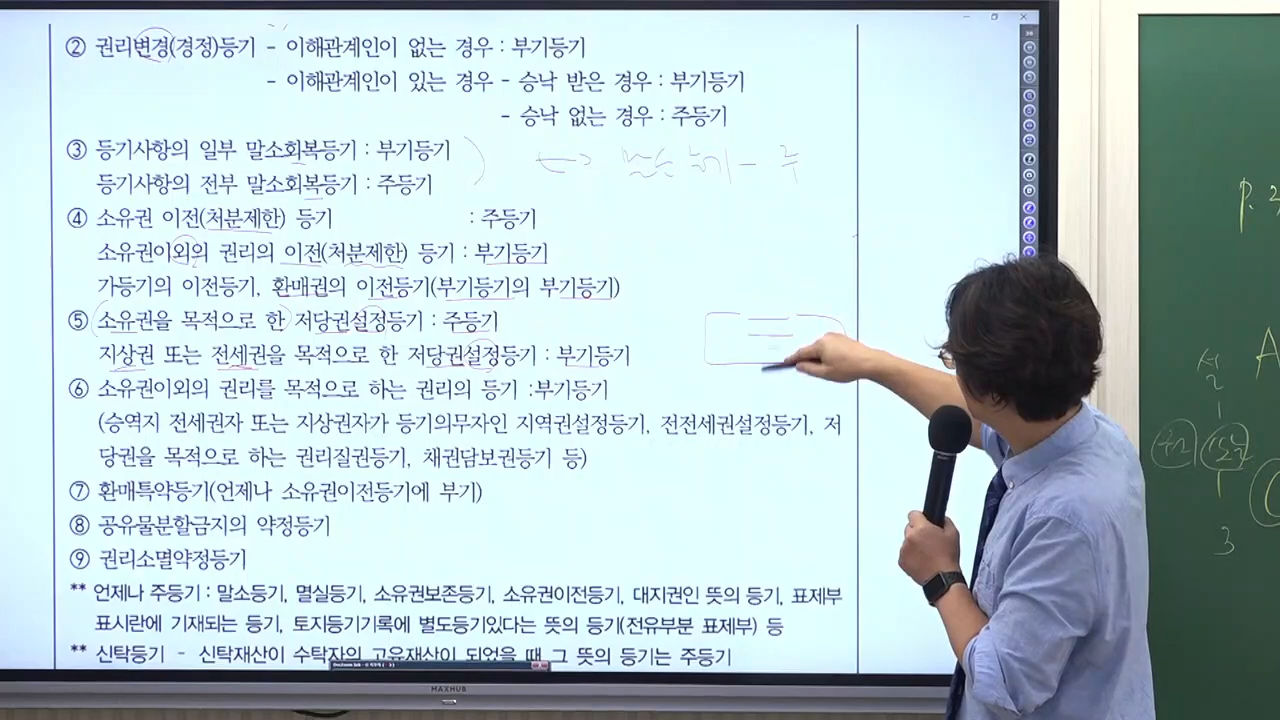 ② 권리변경(경정)등기 - 이해관계인이 없는 경우 : 부기등기
- 이해관계인이 있는 경우 - 승낙 받은 경우 : 부기등기
- 승낙 없는 경우 : 주등기
③ 등기사항의 일부 말소회복등기 : 부기등기
등기사항의 전부 말소회복등기 : 주등기
④ 소유권 이전(처분제한) 등기 : 주등기
소유권이외의 권리의 이전(처분제한) 등기 : 부기등기
가등기의 이전등기, 환매권의 이전등기(부기등기의 부기등기)
⑤ 소유권을 목적으로 한 저당권설정등기 : 주등기
지상권 또는 전세권을 목적으로 한 저당권설정등기 : 부기등기
⑥ 소유권이외의 권리를 목적으로 하는 권리의 등기 :부기등기
(승역지 전세권자 또는 지상권자가 등기의무자인 지역권설정등기, 전전세권설정등기, 저
당권을 목적으로 하는 권리질권등기, 채권담보권등기 등)
⑦ 환매특약등기(언제나 소유권이전등기에 부기)
⑧ 공유물분할금지의 약정등기
⑨ 권리소멸약정등기
** 언제나 주등기 : 말소등기, 멸실등기, 소유권보존등기, 소유권이전등기, 대지권인 뜻의 등기, 표제부
표시란에 기재되는 등기, 토지등기기록에 별도등기있다는 뜻의 등기(전유부분 표제부) 등
** 신탁등기 - 신탁재산이 수탁자의 고유재산이 되었을 때 그 뜻의 등기는 주등기
MAXHUB
p. 2
설
A
3